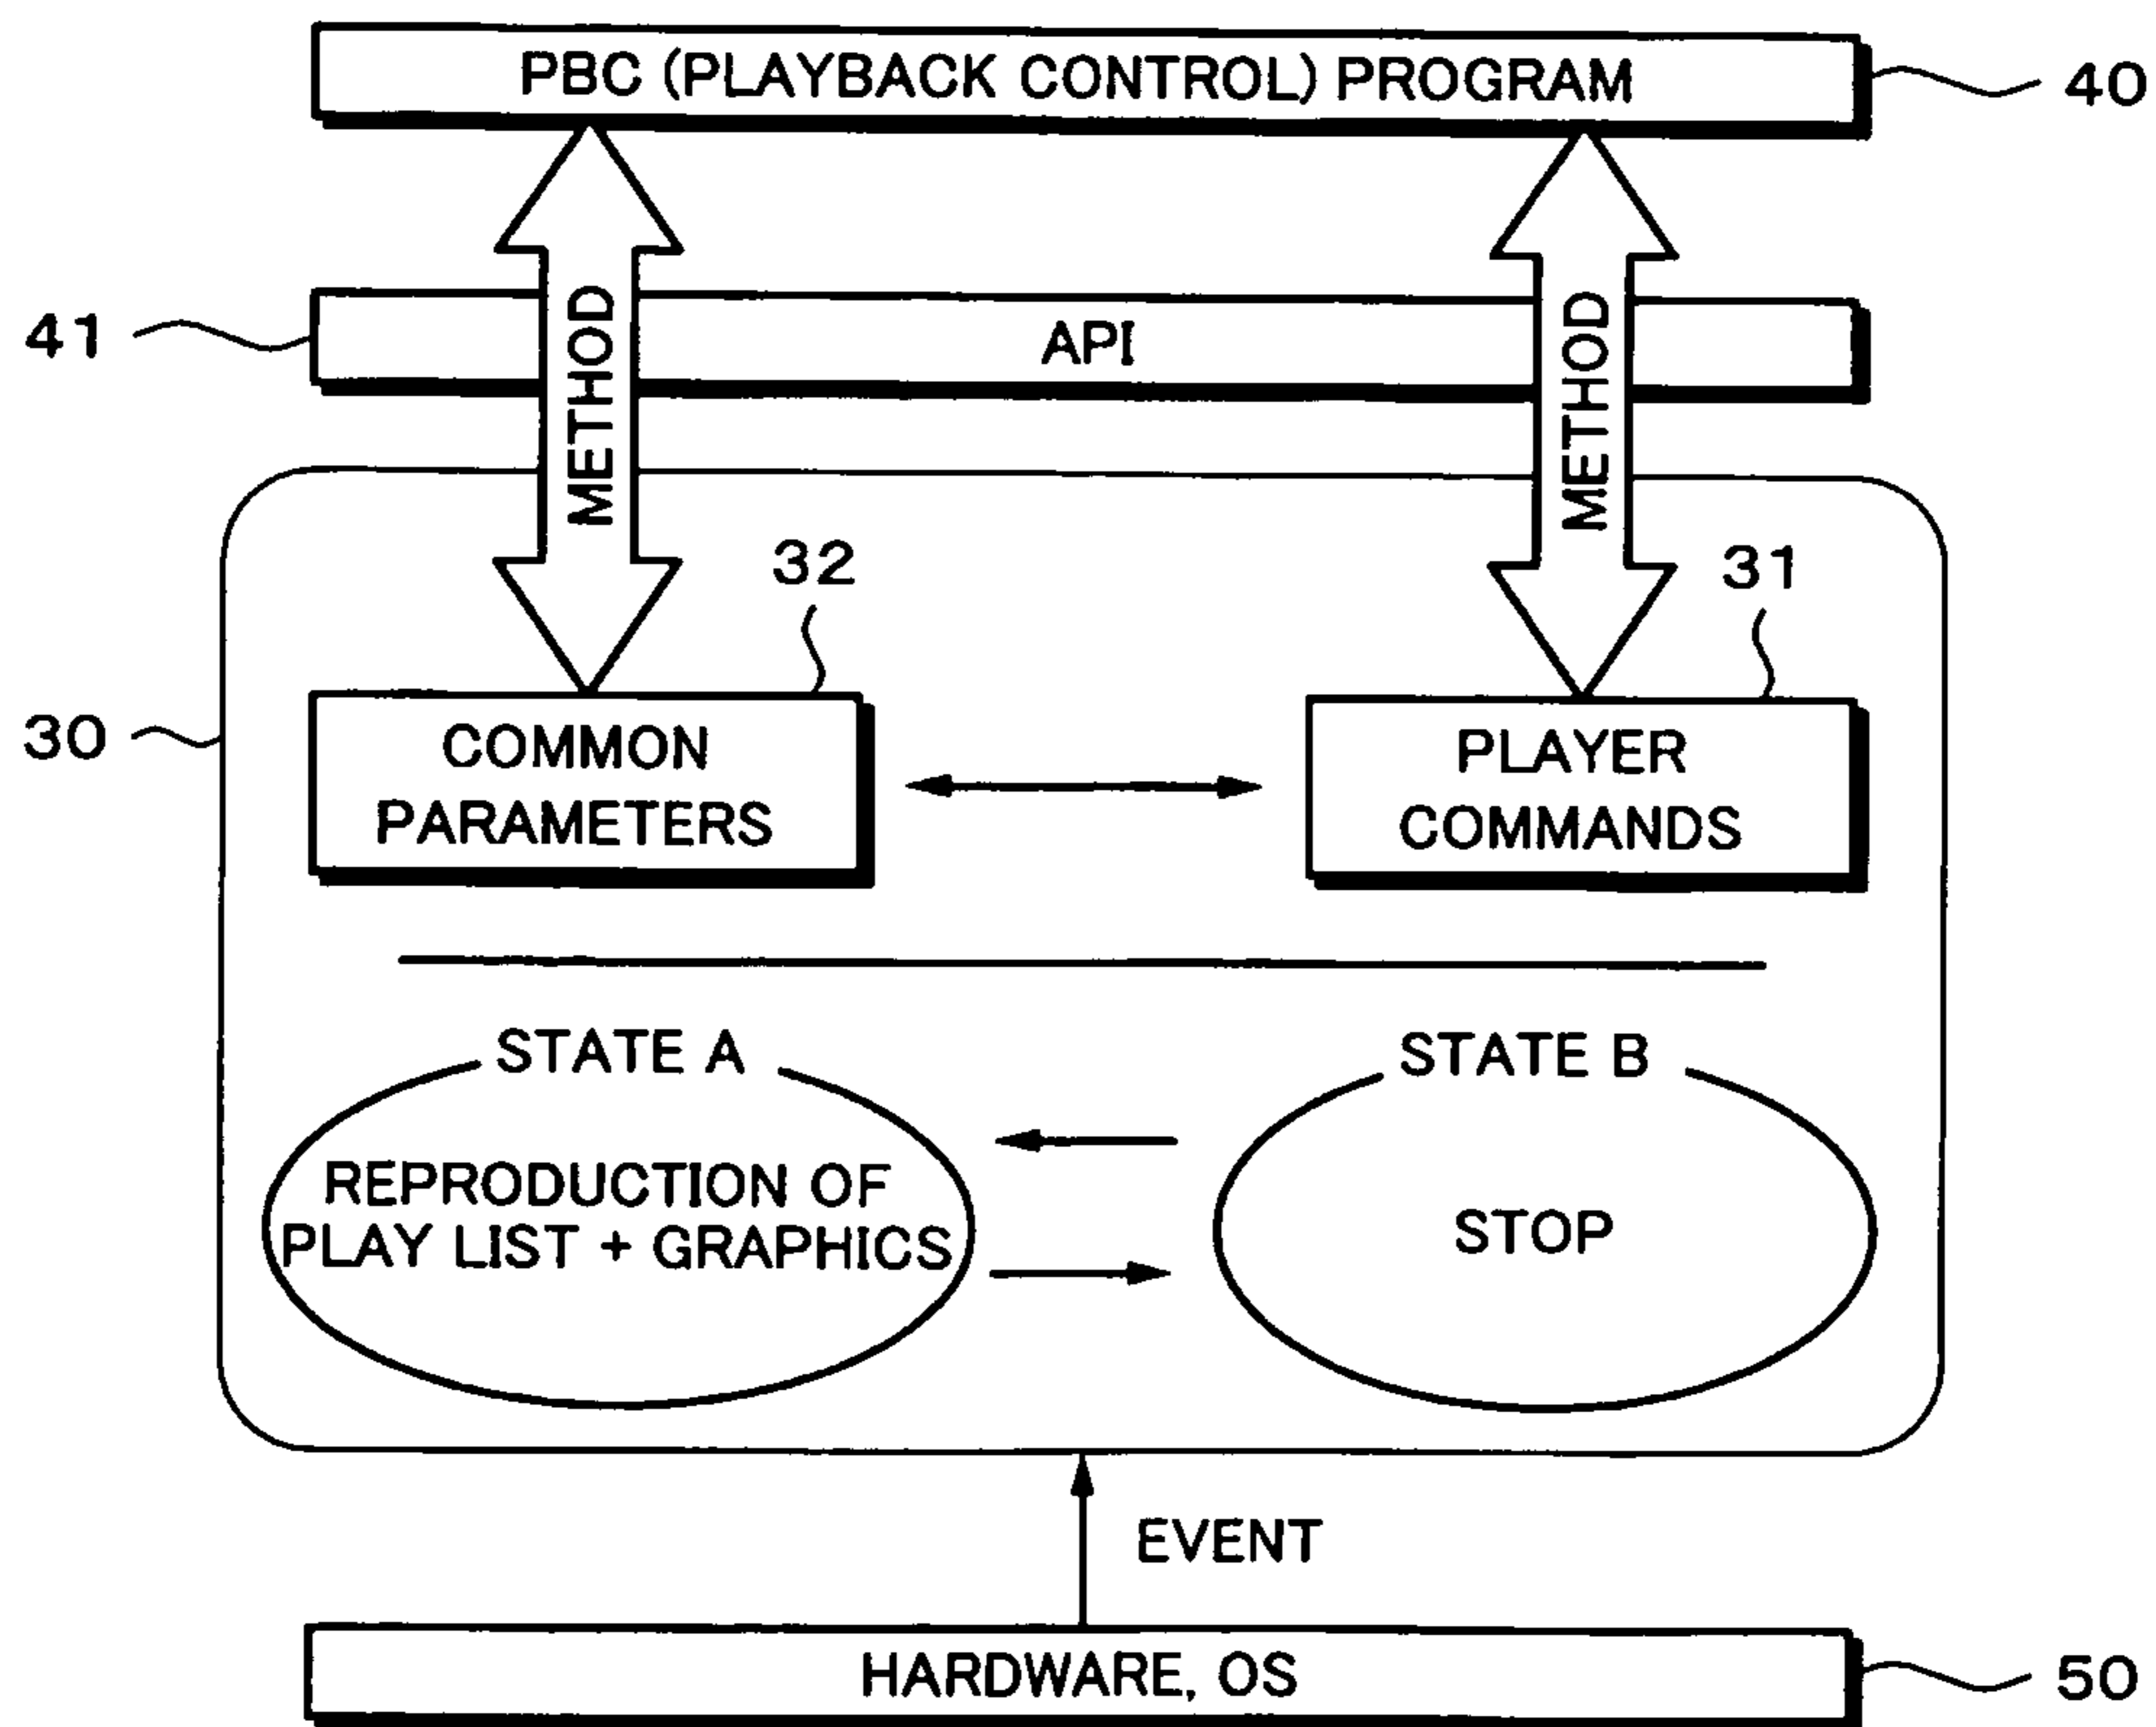 PBC (PLAYBACK CONTROL) PROGRAM
40
41
API
METHOD
METHOD
32
31
30
COMMON
PARAMETERS
PLAYER
COMMANDS
STATE A
STATE B
REPRODUCTION OF
PLAY LIST + GRAPHICS
STOP
EVENT
HARDWARE, OS
50